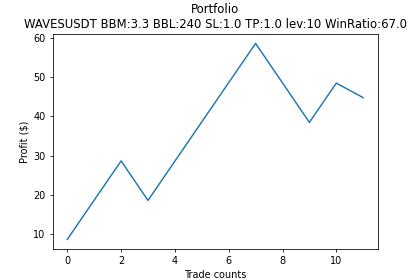 Portfolio
WAVESUSDT BBM:3.3 BBL:240 SL:1.0 TP:1.0 lev:10 WinRatio:67.0
60
50
40
30
20
10
Profit ($)
0 2 4 6 8 10
Trade counts